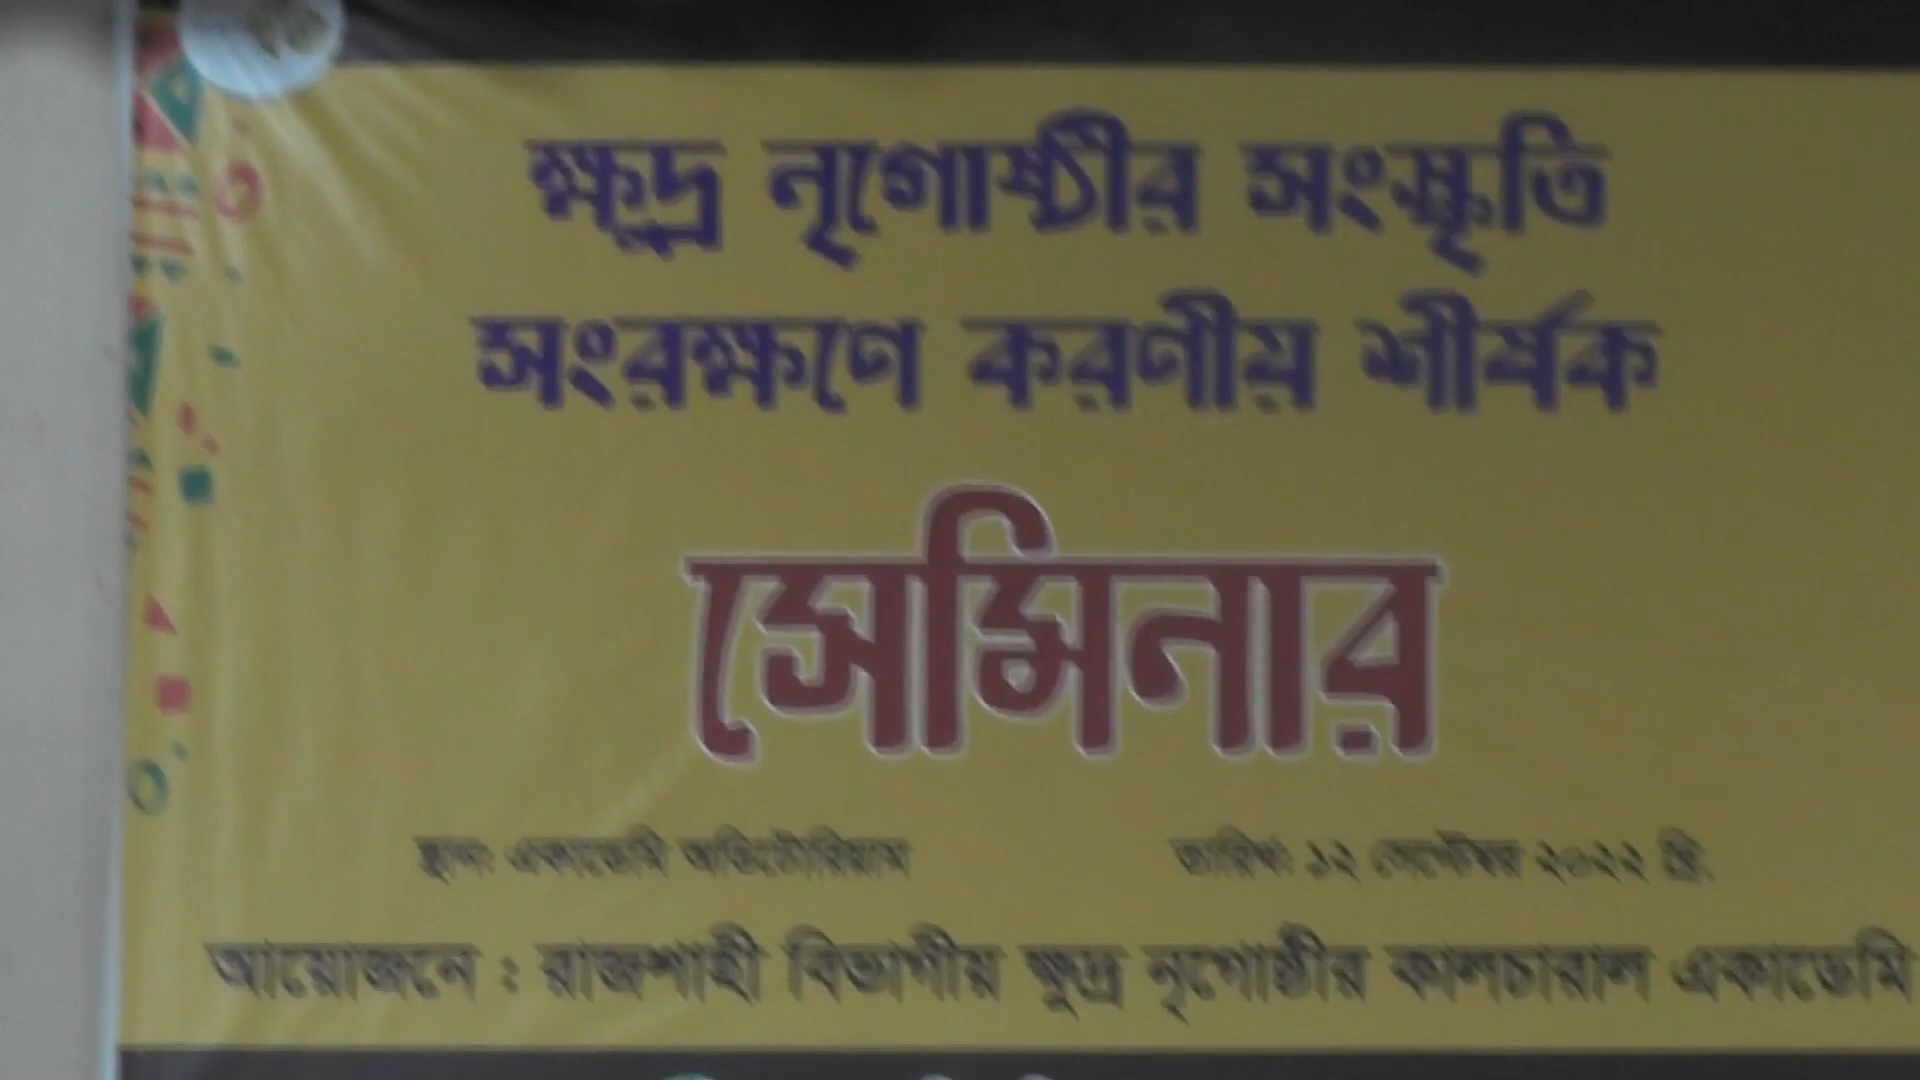 ক্ষুদ্র নৃগোষ্ঠীর সংস্কৃতি
সংরক্ষণে করণীয় শীর্ষক
সেমিনার
স্থানঃ একাডেমি অডিটোরিয়াম তারিখঃ ১২ সেপ্টেম্বর ২০২২ খ্রি.
আয়োজনে : রাজশাহী বিভাগীয় ক্ষুদ্র নৃগোষ্ঠীর কালচারাল একাডেমি